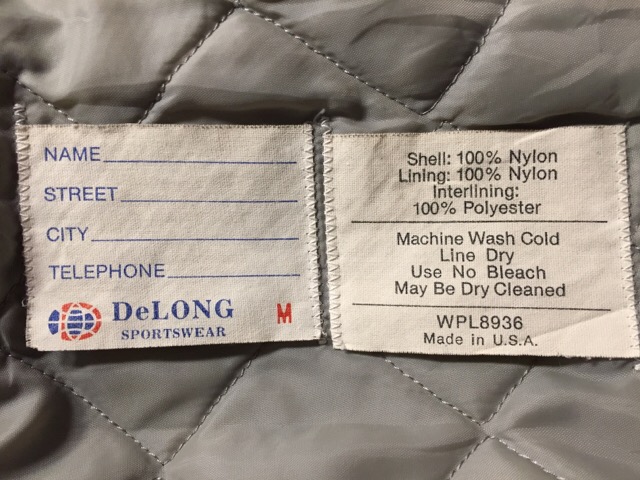 NAME
STREET
CITY
TELEPHONE
DeLONG
SPORTSWEAR
M
Shell: 100% Nylon
Lining: 100% Nylon
Interlining:
100% Polyester
Machine Wash Cold
Line Dry
Use No Bleach
May Be Dry Cleaned
WPL8936
Made in U.S.A.